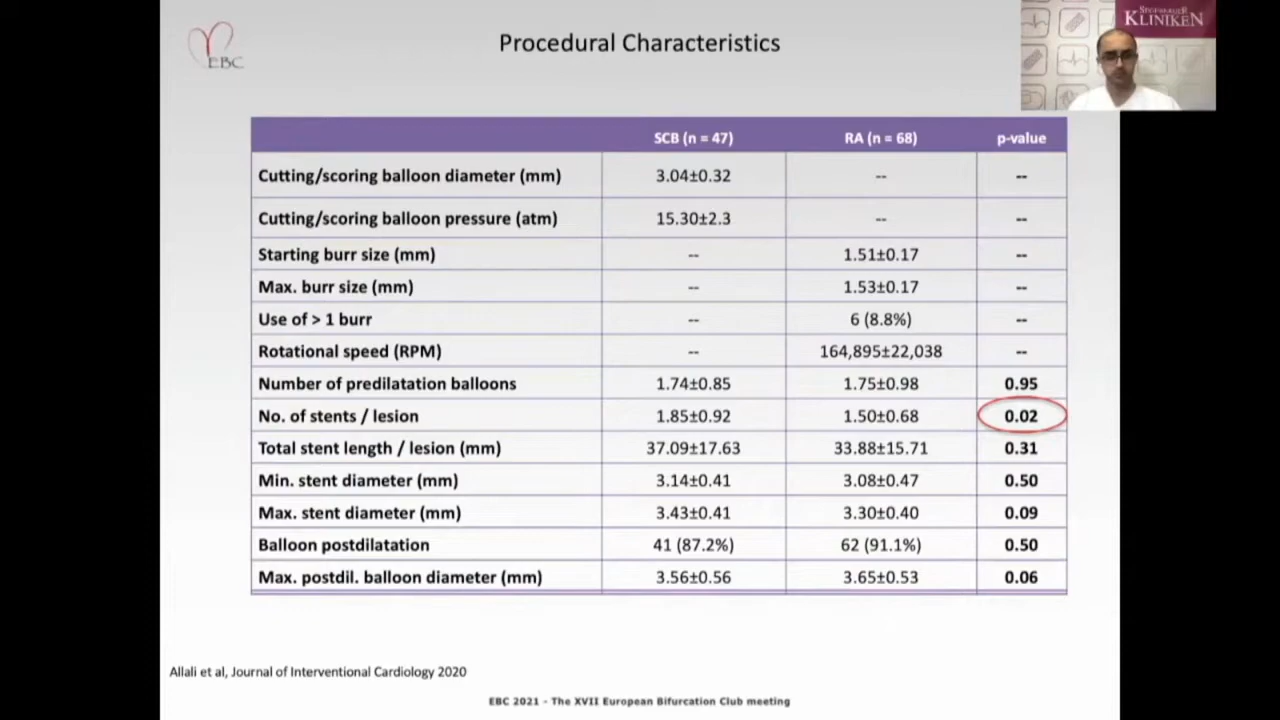 EBC
Procedural Characteristics
SEGEBERGER
KLINIKEN
SCB (n = 47) RA (n = 68) p-value
Cutting/scoring balloon diameter (mm) 3.04±0.32 -- --
Cutting/scoring balloon pressure (atm) 15.30±2.3 -- --
Starting burr size (mm) -- 1.51±0.17 --
Max. burr size (mm) -- 1.53±0.17 --
Use of > 1 burr -- 6 (8.8%) --
Rotational speed (RPM) -- 164,895±22,038 --
Number of predilatation balloons 1.74±0.85 1.75±0.98 0.95
No. of stents / lesion 1.85±0.92 1.50±0.68 0.02
Total stent length / lesion (mm) 37.09±17.63 33.88±15.71 0.31
Min. stent diameter (mm) 3.14±0.41 3.08±0.47 0.50
Max. stent diameter (mm) 3.43±0.41 3.30±0.40 0.09
Balloon postdilatation 41 (87.2%) 62 (91.1%) 0.50
Max. postdil. balloon diameter (mm) 3.56±0.56 3.65±0.53 0.06
Allali et al, Journal of Interventional Cardiology 2020
EBC 2021 - The XVII European Bifurcation Club meeting